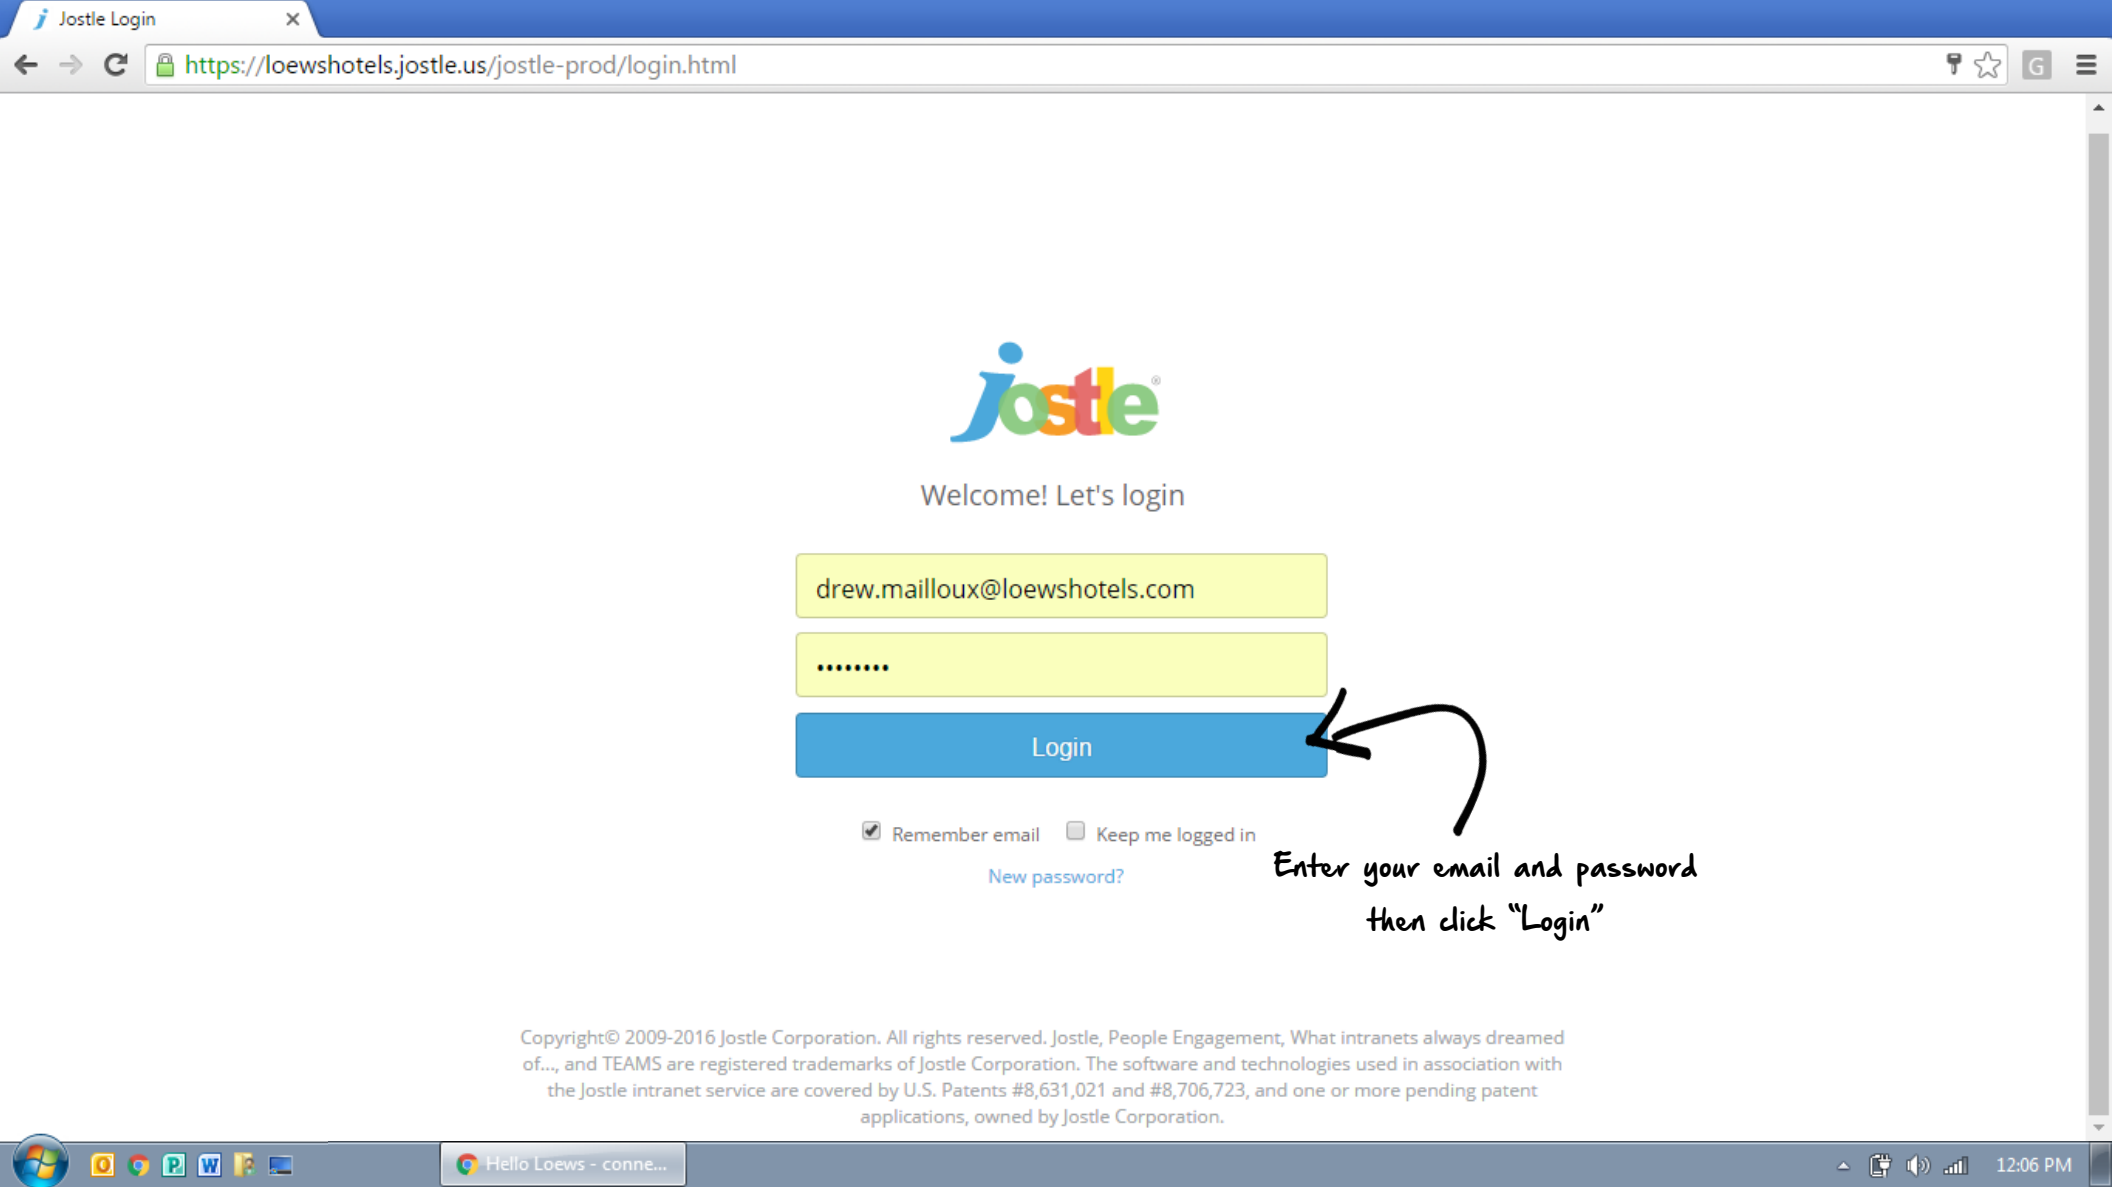 Jostle Login
https://loewshotels.jostle.us/jostle-prod/login.html
G
jostle®
Welcome! Let's login
drew.mailloux@loewshotels.com
••••••••
Login
Remember email Keep me logged in
New password?
Enter your email and password
then click “Login”
Copyright© 2009-2016 Jostle Corporation. All rights reserved. Jostle, People Engagement, What intranets always dreamed
of..., and TEAMS are registered trademarks of Jostle Corporation. The software and technologies used in association with
the Jostle intranet service are covered by U.S. Patents #8,631,021 and #8,706,723, and one or more pending patent
applications, owned by Jostle Corporation.
Hello Loews - conne...
12:06 PM